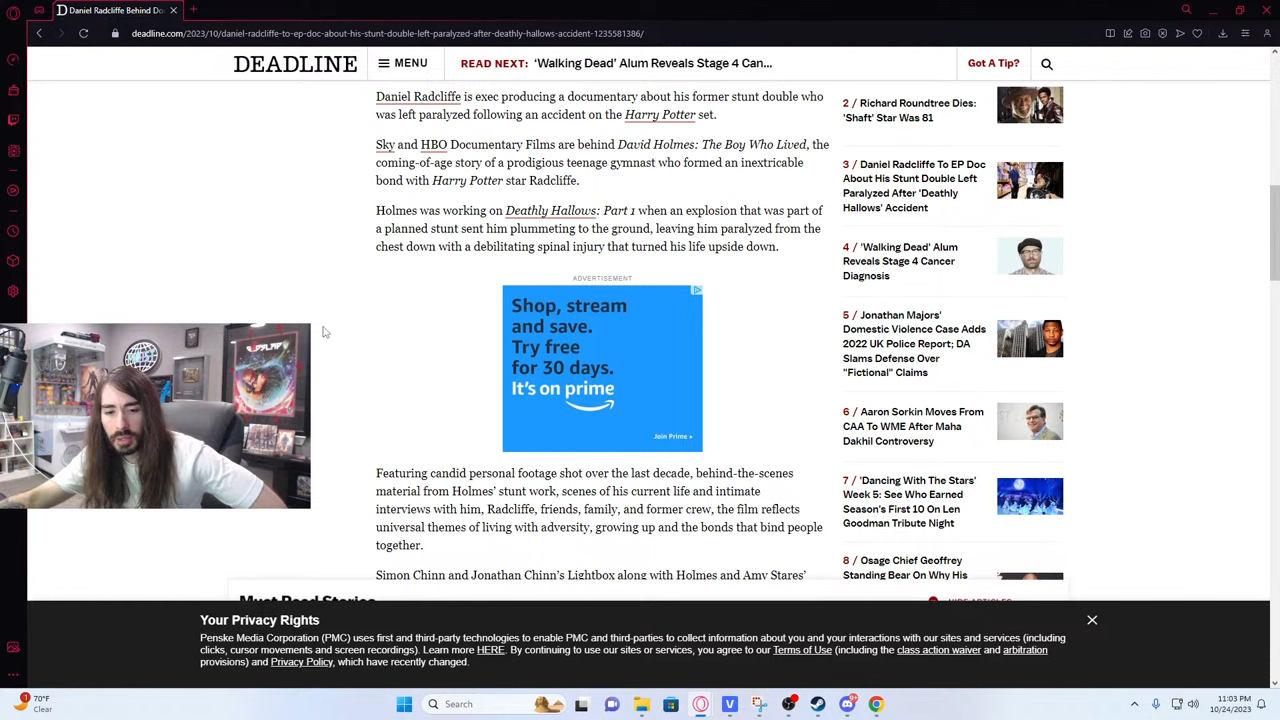 Daniel Radcliffe Behind Do
deadline.com/2023/10/daniel-radcliffe-to-ep-doc-about-his-stunt-double-left-paralyzed-after-deathly-hallows-accident-1235581386/
DEADLINE
MENU
READ NEXT: ‘Walking Dead’ Alum Reveals Stage 4 Can...
Got A Tip?
Daniel Radcliffe is exec producing a documentary about his former stunt double who
was left paralyzed following an accident on the Harry Potter set.
Sky and HBO Documentary Films are behind David Holmes: The Boy Who Lived, the
coming-of-age story of a prodigious teenage gymnast who formed an inextricable
bond with Harry Potter star Radcliffe.
Holmes was working on Deathly Hallows: Part 1 when an explosion that was part of
a planned stunt sent him plummeting to the ground, leaving him paralyzed from the
chest down with a debilitating spinal injury that turned his life upside down.
ADVERTISEMENT
Shop, stream
and save.
Try free
for 30 days.
It's on prime
Join Prime
Featuring candid personal footage shot over the last decade, behind-the-scenes
material from Holmes’ stunt work, scenes of his current life and intimate
interviews with him, Radcliffe, friends, family, and former crew, the film reflects
universal themes of living with adversity, growing up and the bonds that bind people
together.
Simon Chinn and Jonathan Chinn’s Lightbox along with Holmes and Amy Stares’
2 / Richard Roundtree Dies:
'Shaft' Star Was 81
3 / Daniel Radcliffe To EP Doc
About His Stunt Double Left
Paralyzed After 'Deathly
Hallows' Accident
4 / 'Walking Dead' Alum
Reveals Stage 4 Cancer
Diagnosis
5 / Jonathan Majors'
Domestic Violence Case Adds
2022 UK Police Report; DA
Slams Defense Over
"Fictional" Claims
6 / Aaron Sorkin Moves From
CAA To WME After Maha
Dakhil Controversy
7 / 'Dancing With The Stars'
Week 5: See Who Earned
Season's First 10 On Len
Goodman Tribute Night
8 / Osage Chief Geoffrey
Standing Bear On Why His
Must Read Stories
HIDE ARTICLES
Your Privacy Rights
Penske Media Corporation (PMC) uses first and third-party technologies to enable PMC and third-parties to collect information about you and your interactions with our sites and services (including
clicks, cursor movements and screen recordings). Learn more HERE. By continuing to use our sites or services, you agree to our Terms of Use (including the class action waiver and arbitration
provisions) and Privacy Policy, which have recently changed.
70°F
Clear
Search
11:03 PM
10/24/2023